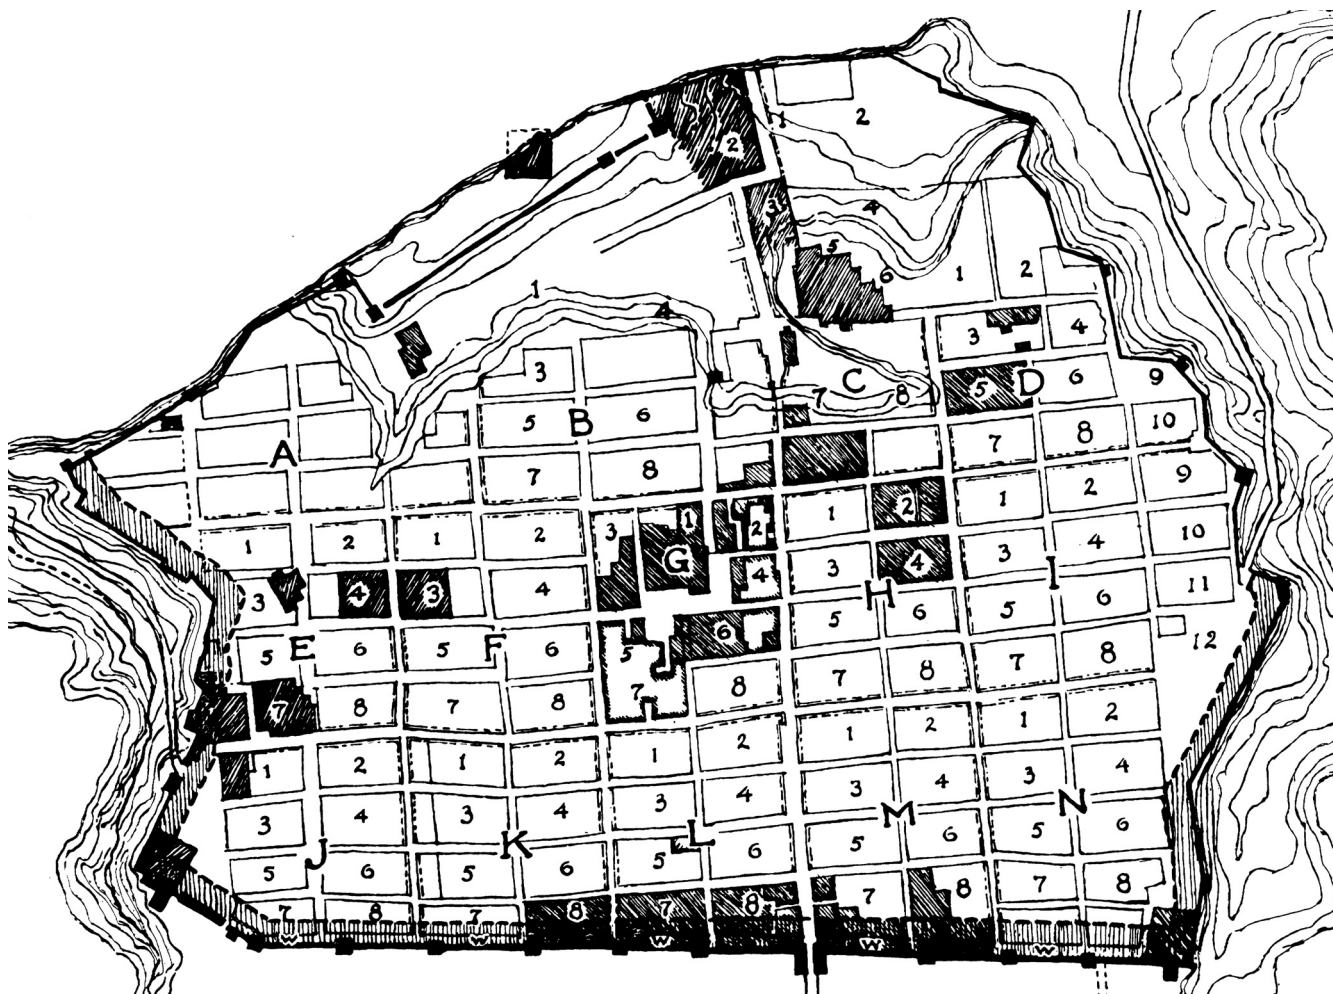 1 2
2
3 4
5 6 1 2
1 4
3 4
3 C D 6 9
5 B 6 7 8 5
A 7 8 10
7 8
1 2 9
1 2 1 2 3 1 2 1 2
G 3 4 10
3 4 3 4 4 3 4 I
H 5 6 11
5 E 6 5 F 6 5 6 5 6
7 8 12
7 8 7 8 7 8 7 8
1 2 1 2 1 2 1 2 1 2
3 4 3 4 3 4 3 4 3 4
J K L M N
5 6 5 6 5 6 5 6 5 6
7 8 7 8 7 8 7 8 7 8
W W W W W